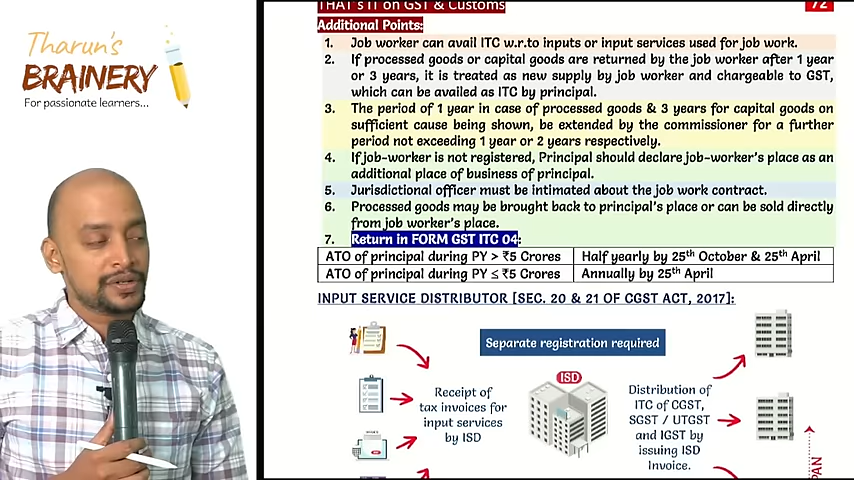 Tharun's
BRAINERY
For passionate learners...
THAT's IT on GST & Customs
72
Additional Points:
1. Job worker can avail ITC w.r.to inputs or input services used for job work.
2. If processed goods or capital goods are returned by the job worker after 1 year
or 3 years, it is treated as new supply by job worker and chargeable to GST,
which can be availed as ITC by principal.
3. The period of 1 year in case of processed goods & 3 years for capital goods on
sufficient cause being shown, be extended by the commissioner for a further
period not exceeding 1 year or 2 years respectively.
4. If job-worker is not registered, Principal should declare job-worker's place as an
additional place of business of principal.
5. Jurisdictional officer must be intimated about the job work contract.
6. Processed goods may be brought back to principal's place or can be sold directly
from job worker's place.
7. Return in FORM GST ITC 04:
ATO of principal during PY > ₹5 Crores Half yearly by 25th October & 25th April
ATO of principal during PY ≤ ₹5 Crores Annually by 25th April
INPUT SERVICE DISTRIBUTOR [SEC. 20 & 21 OF CGST ACT, 2017]:
Separate registration required
ISD
Receipt of
tax invoices for
input services
by ISD
Distribution of
ITC of CGST,
SGST / UTGST
and IGST by
issuing ISD
Invoice.
PAN